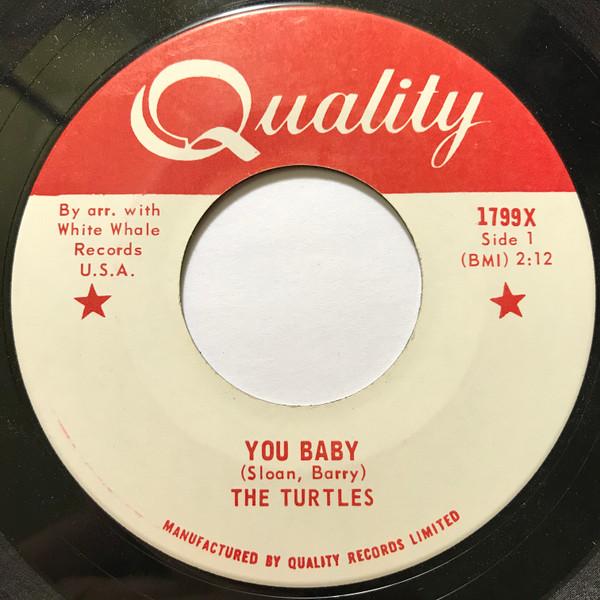 Quality
By arr. with
White Whale
Records
U.S.A.
1799X
Side 1
(BMI) 2:12
YOU BABY
(Sloan, Barry)
THE TURTLES
MANUFACTURED BY QUALITY RECORDS LIMITED